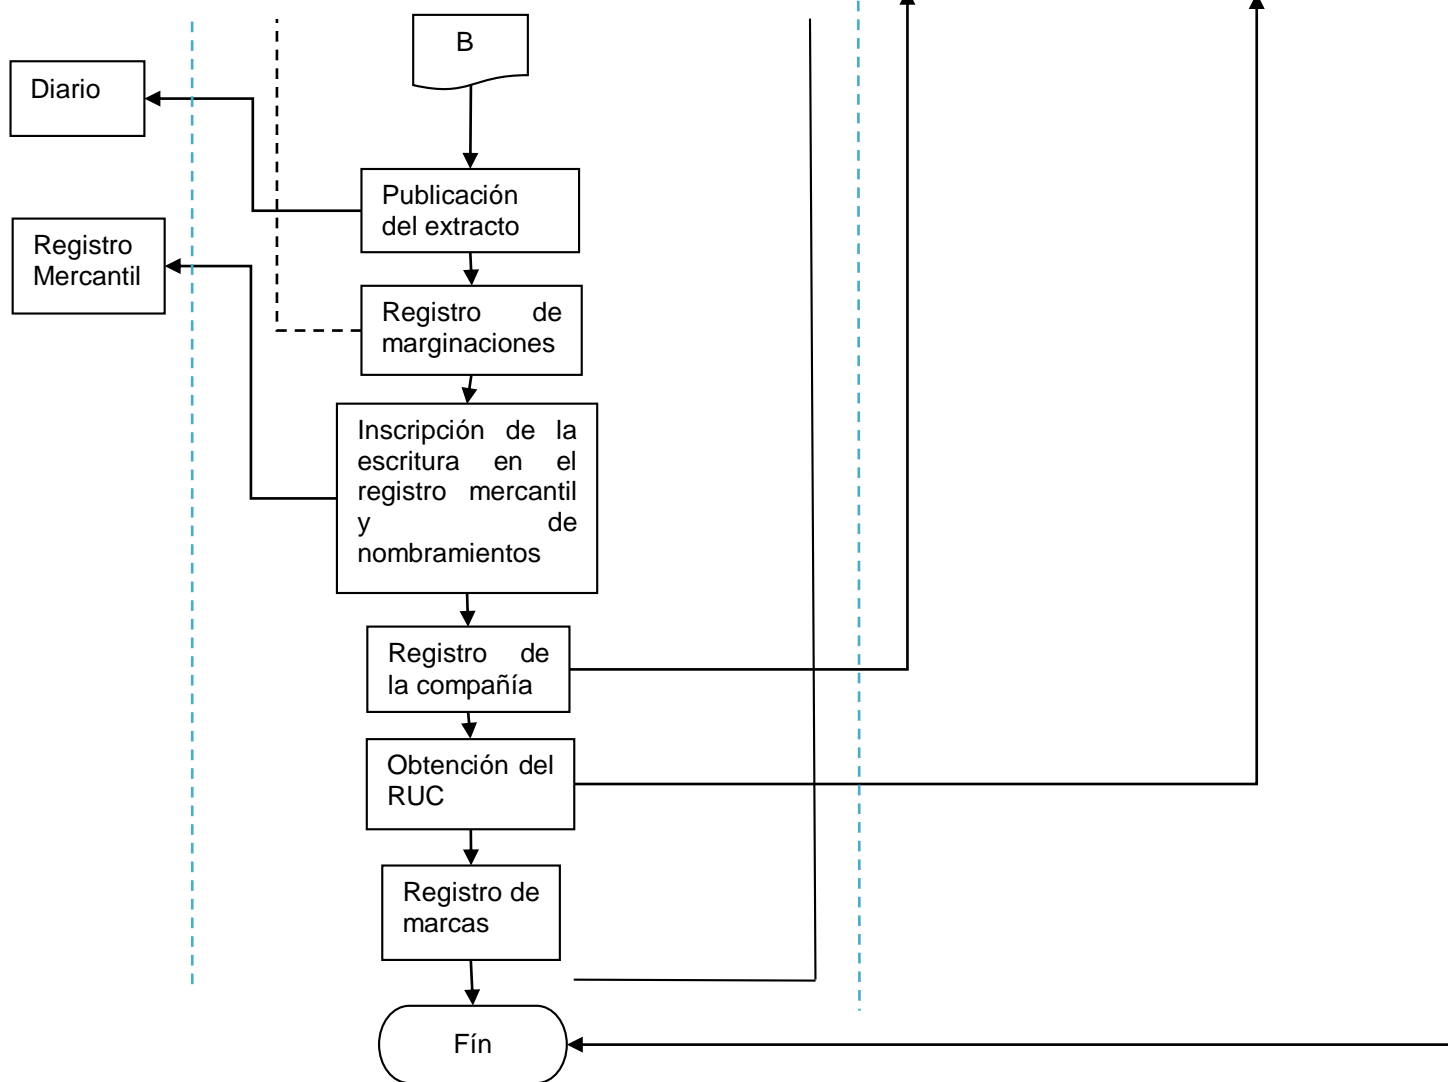 B
Diario
Publicación
del extracto
Registro
Mercantil
Registro de
marginaciones
Inscripción de la
escritura en el
registro mercantil
y de
nombramientos
Registro de
la compañía
Obtención del
RUC
Registro de
marcas
Fín